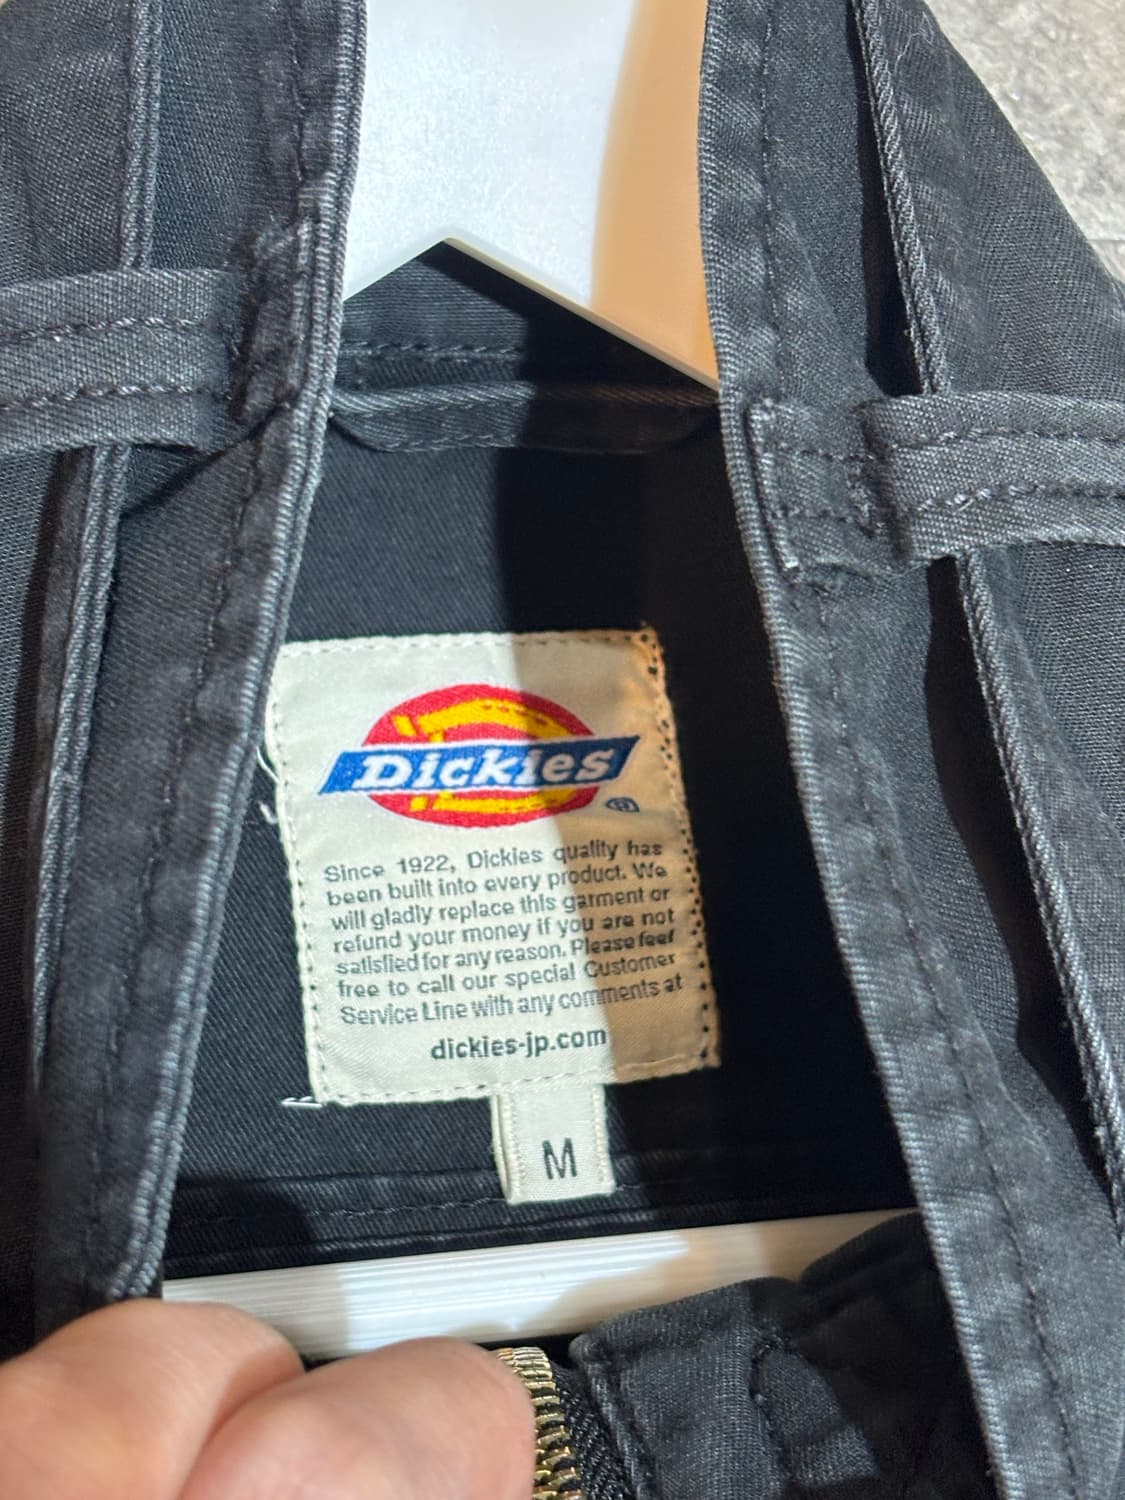 Dickies
®
Since 1922, Dickies quality has
been built into every product. We
will gladly replace this garment or
refund your money if you are not
satisfied for any reason. Please feel
free to call our special Customer
Service Line with any comments at
dickies-jp.com
M